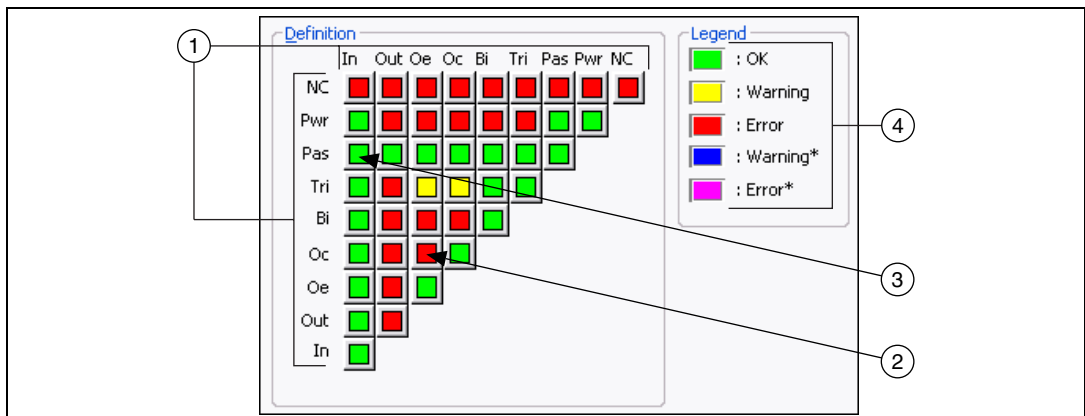 Definition
In Out Oe Oc Bi Tri Pas Pwr NC
NC
Pwr
Pas
Tri
Bi
Oc
Oe
Out
In
Legend
: OK
: Warning
: Error
: Warning*
: Error*
1
4
1
3
2